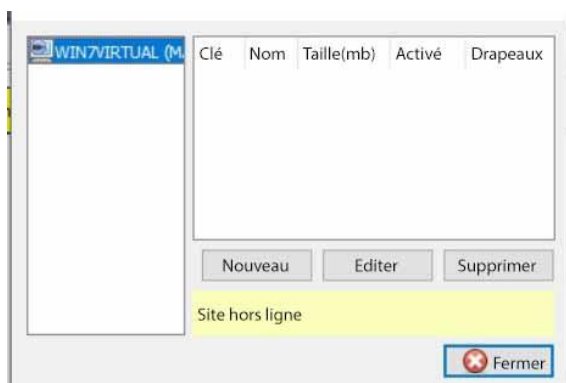 WIN7VIRTUAL (M.
Clé Nom Taille(mb) Activé Drapeaux
Nouveau Editer Supprimer
Site hors ligne
Fermer